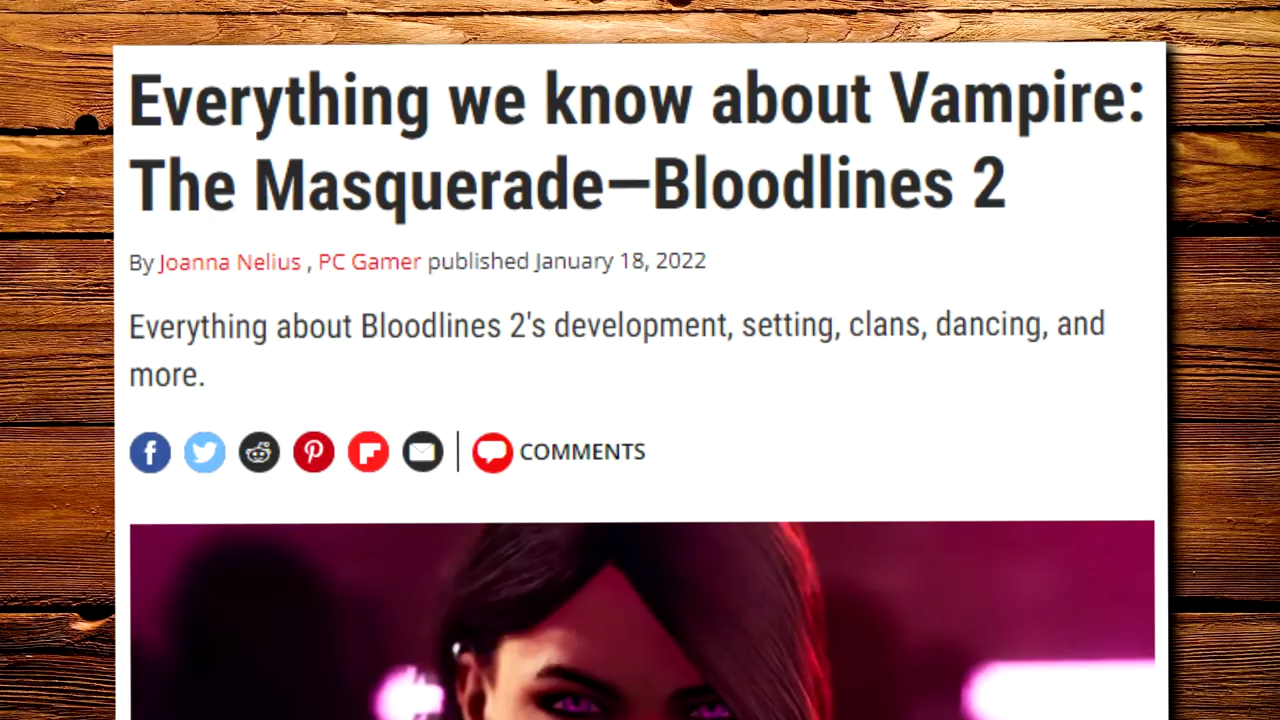 Everything we know about Vampire:
The Masquerade—Bloodlines 2
By Joanna Nelius , PC Gamer published January 18, 2022
Everything about Bloodlines 2's development, setting, clans, dancing, and
more.
COMMENTS